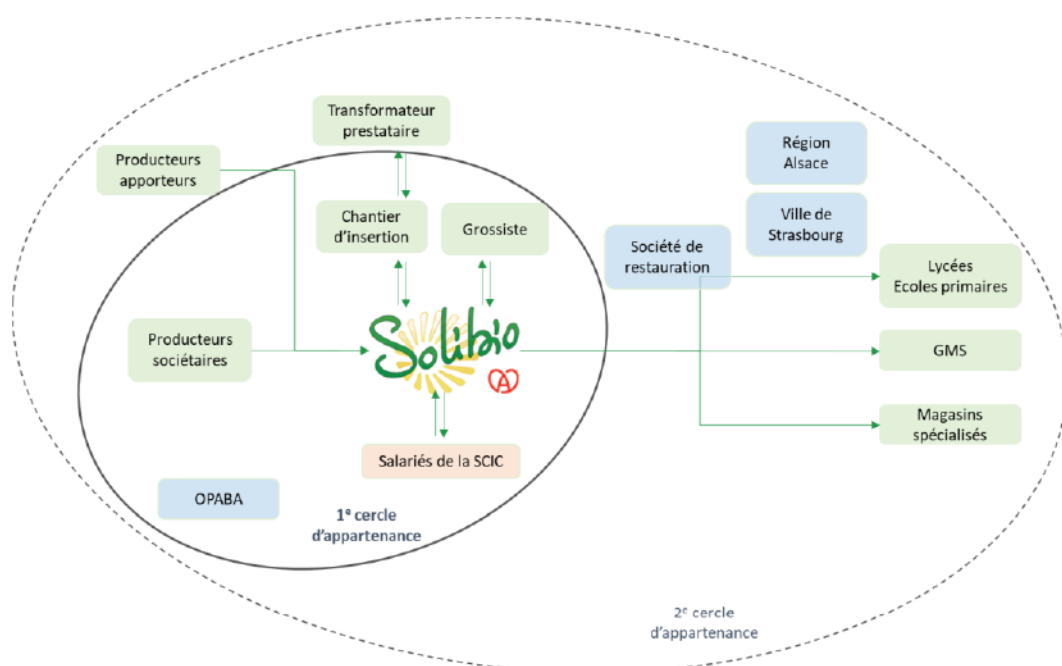 Transformateur
prestataire
Producteurs
apporteurs
Région
Alsace
Chantier
d'insertion
Grossiste
Ville de
Strasbourg
Société de
restauration
Lycées
Ecoles primaires
Producteurs
sociétaires
Solibio
A
GMS
Magasins
spécialisés
Salariés de la SCIC
OPABA
1ᵉ cercle
d'appartenance
2ᵉ cercle
d'appartenance